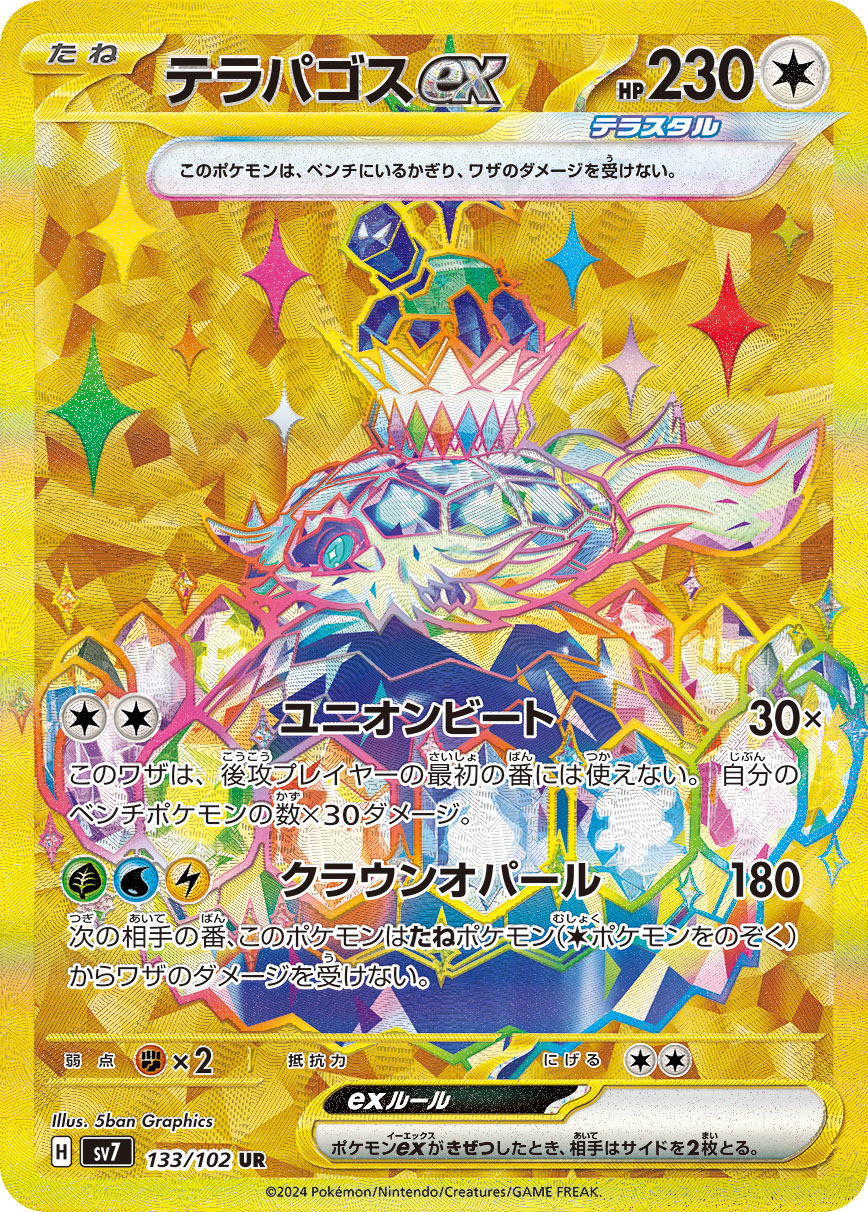 たね テラパゴスex HP230
テラスタル
このポケモンは、ベンチにいるかぎり、ワザのダメージを受けない。
ユニオンビート 30×
このワザは、後攻プレイヤーの最初の番には使えない。自分の
ベンチポケモンの数×30ダメージ。
クラウンオパール 180
次の相手の番、このポケモンはたねポケモン(ポケモンをのぞく)
からワザのダメージを受けない。
弱点 ×2 抵抗力 にげる
exルール
ポケモンexがきぜつしたとき、相手はサイドを2枚とる。
Illus. 5ban Graphics
H sv7 133/102 UR
©2024 Pokémon/Nintendo/Creatures/GAME FREAK.